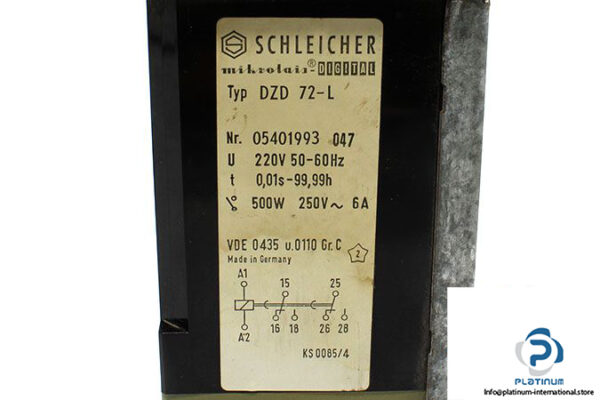 SCHLEICHER
mikrolais®-DIGITAL
Typ DZD 72-L
Nr. 05401993 047
U 220V 50-60Hz
t 0,01s-99,99h
500W 250V~ 6A
VDE 0435 u.0110 Gr.C 2
Made in Germany
A1 15 25
A2 16 18 26 28
KS0085/4
PLATINUM
Info@platinum-international.store